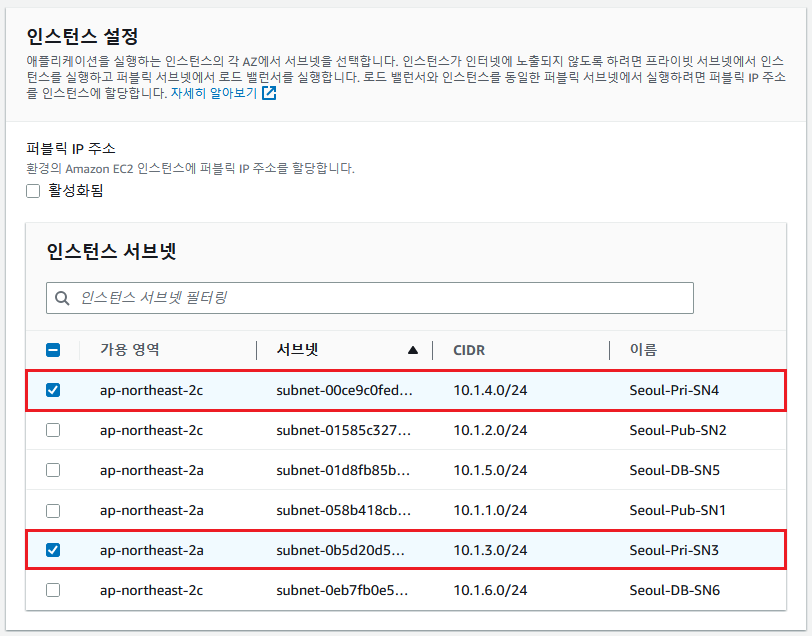 인스턴스 설정
애플리케이션을 실행하는 인스턴스의 각 AZ에서 서브넷을 선택합니다. 인스턴스가 인터넷에 노출되지 않도록 하려면 프라이빗 서브넷에서 인스
턴스를 실행하고 퍼블릭 서브넷에서 로드 밸런서를 실행합니다. 로드 밸런서와 인스턴스를 동일한 퍼블릭 서브넷에서 실행하려면 퍼블릭 IP 주소
를 인스턴스에 할당합니다. 자세히 알아보기
퍼블릭 IP 주소
환경의 Amazon EC2 인스턴스에 퍼블릭 IP 주소를 할당합니다.
활성화됨
인스턴스 서브넷
인스턴스 서브넷 필터링
가용 영역 서브넷 CIDR 이름
ap-northeast-2c subnet-00ce9c0fed... 10.1.4.0/24 Seoul-Pri-SN4
ap-northeast-2c subnet-01585c327... 10.1.2.0/24 Seoul-Pub-SN2
ap-northeast-2a subnet-01d8fb85b... 10.1.5.0/24 Seoul-DB-SN5
ap-northeast-2a subnet-058b418cb... 10.1.1.0/24 Seoul-Pub-SN1
ap-northeast-2a subnet-0b5d20d5... 10.1.3.0/24 Seoul-Pri-SN3
ap-northeast-2c subnet-0eb7fb0e5... 10.1.6.0/24 Seoul-DB-SN6